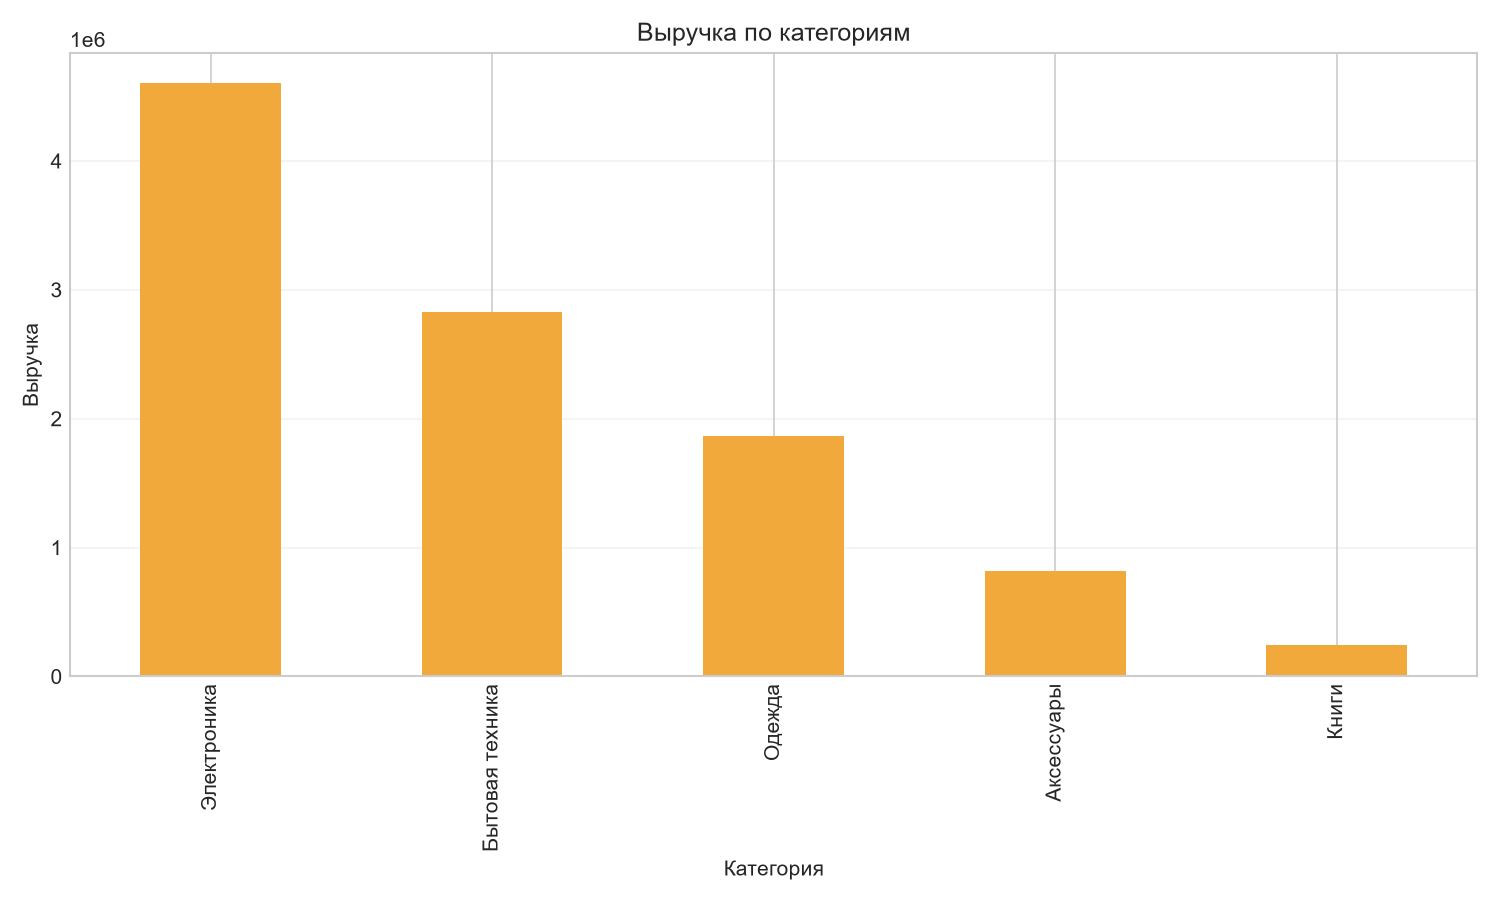 Выручка по категориям
1e6
4
3
2
1
0
Выручка
Электроника
Бытовая техника
Одежда
Аксессуары
Книги
Категория